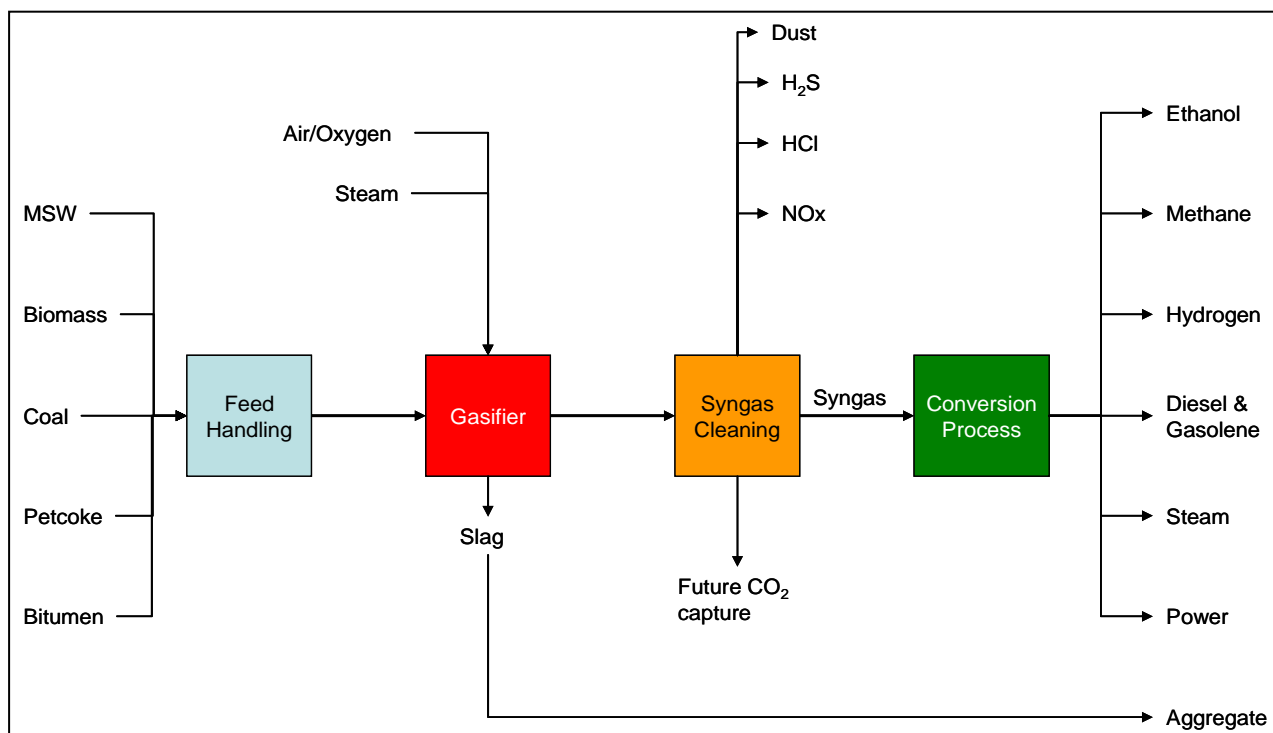 Dust
H₂S
HCl
NOx
Air/Oxygen
Steam
MSW
Biomass
Coal
Petcoke
Bitumen
Feed
Handling
Gasifier
Syngas
Cleaning
Syngas
Conversion
Process
Slag
Future CO₂
capture
Ethanol
Methane
Hydrogen
Diesel &
Gasolene
Steam
Power
Aggregate